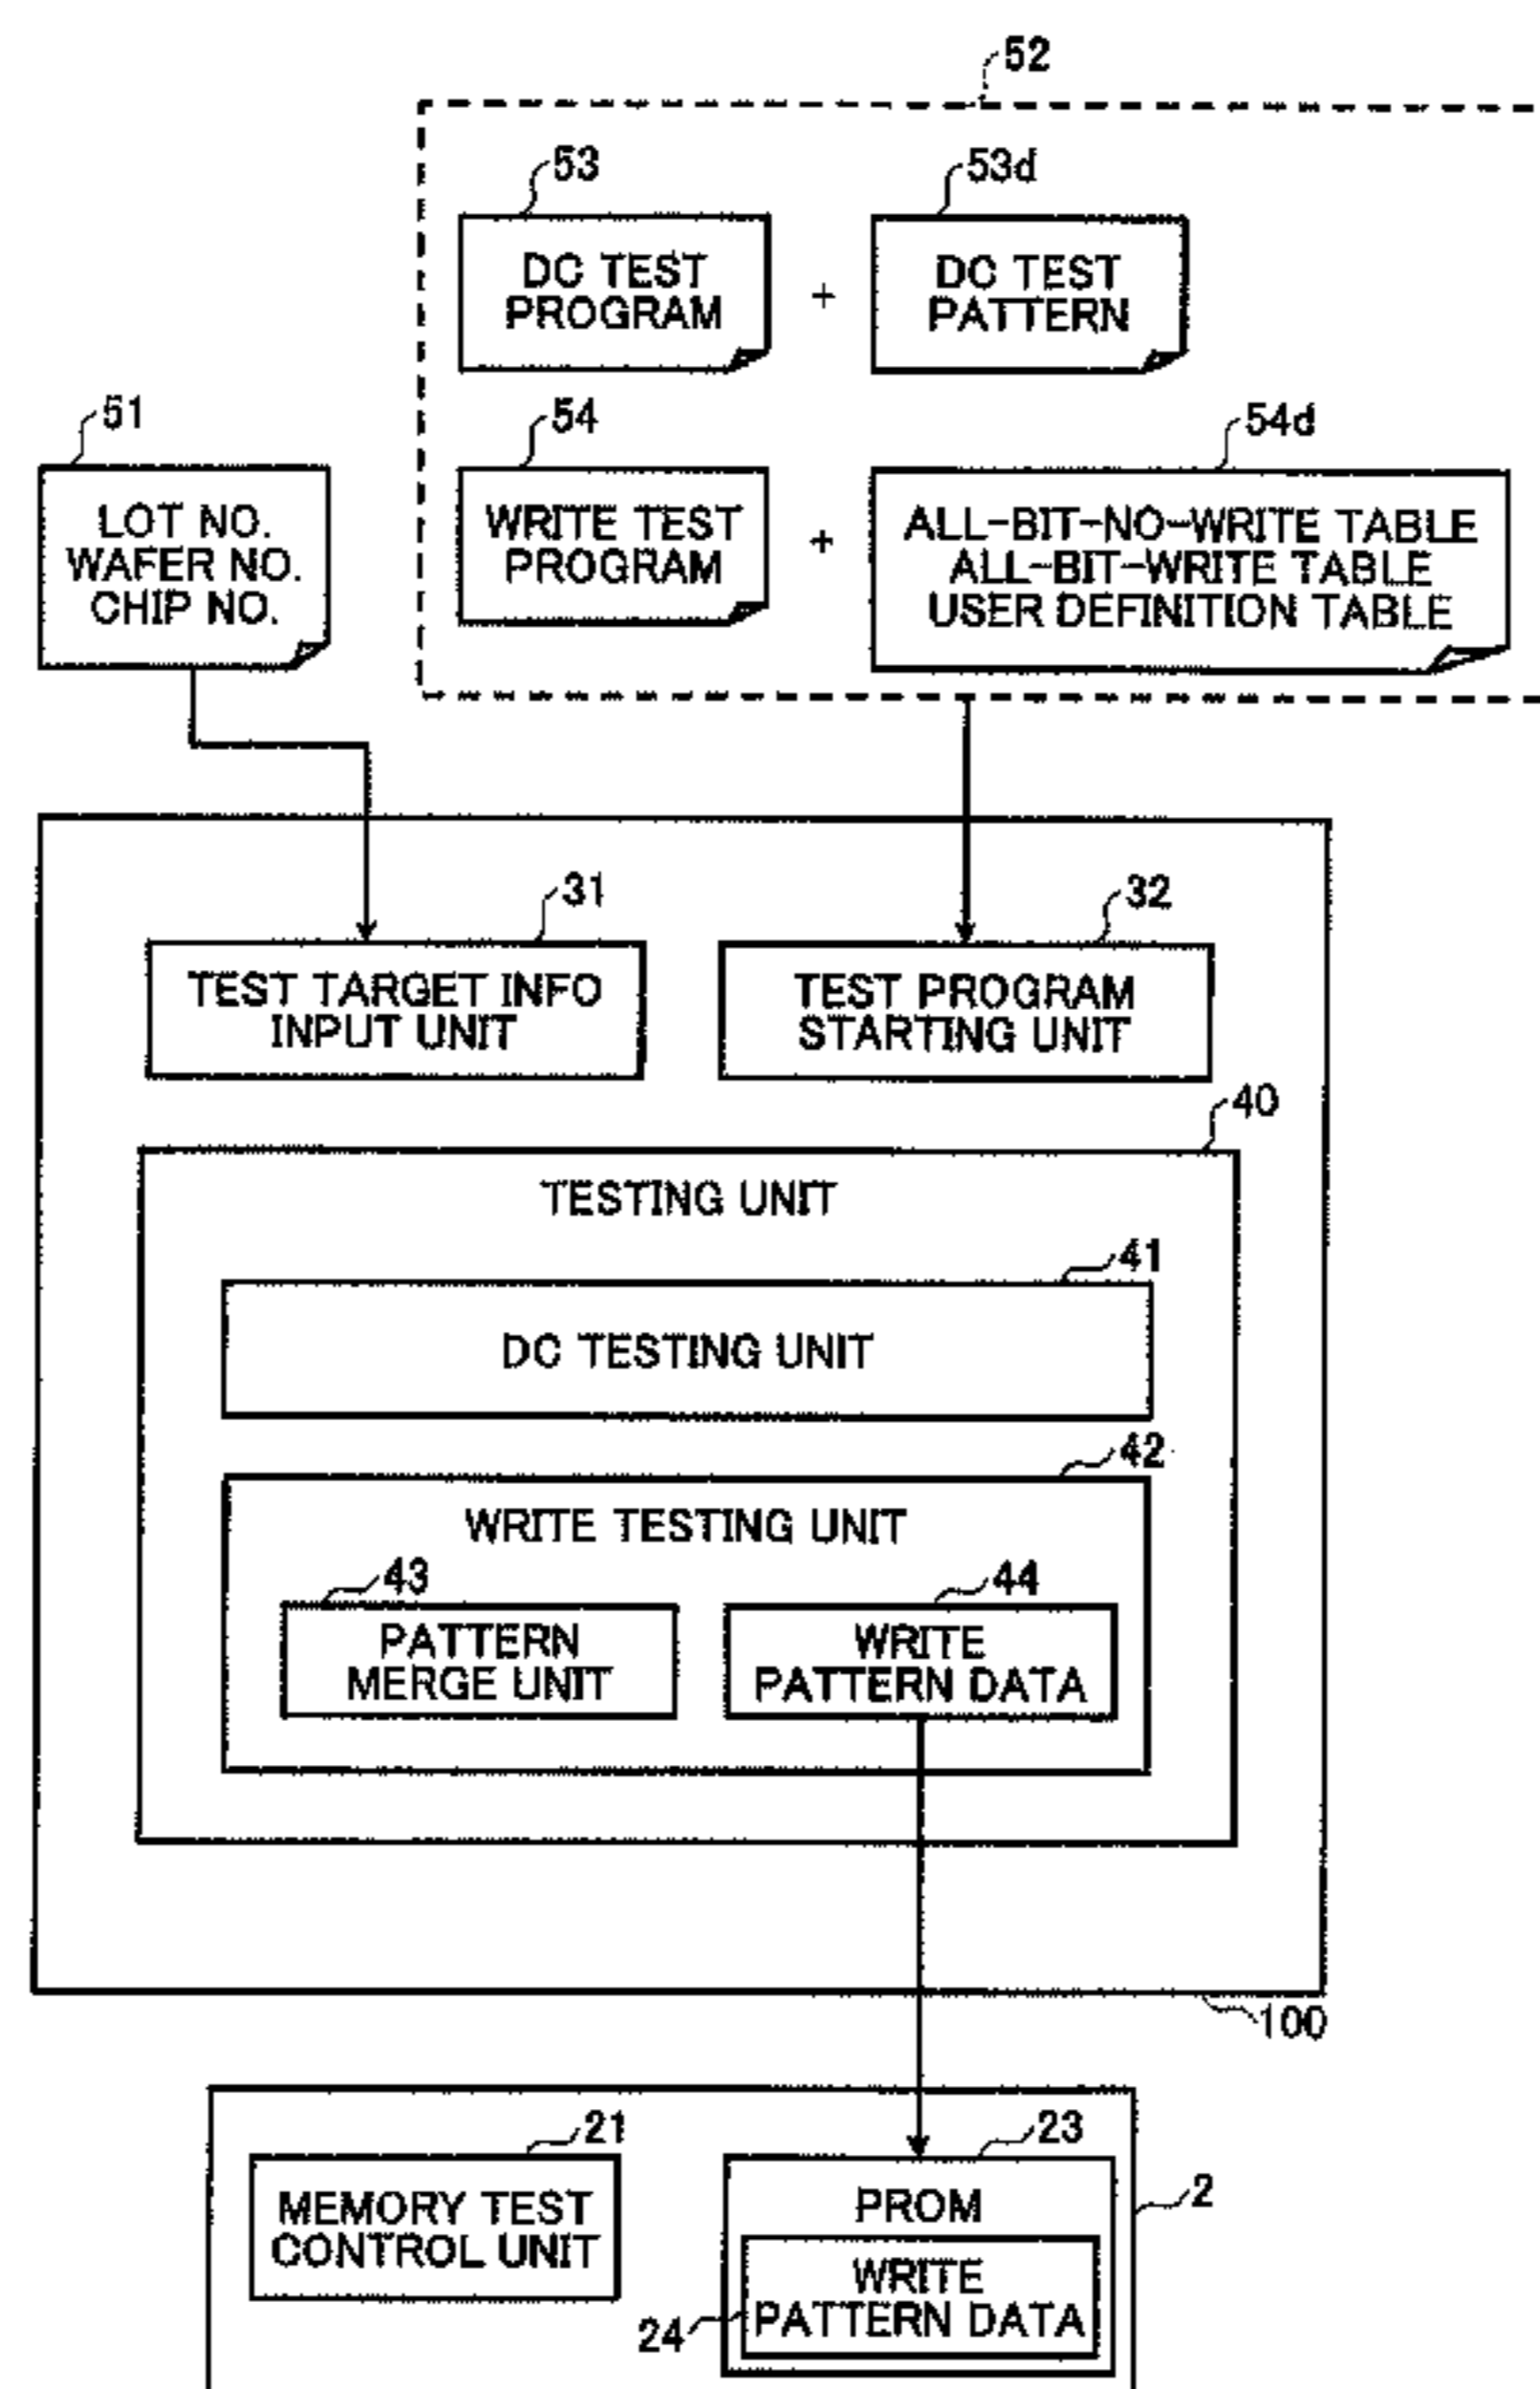 52
53
53d
DC TEST
PROGRAM
+
DC TEST
PATTERN
51
54
54d
LOT NO.
WAFER NO.
CHIP NO.
WRITE TEST
PROGRAM
+
ALL-BIT-NO-WRITE TABLE
ALL-BIT-WRITE TABLE
USER DEFINITION TABLE
31
32
TEST TARGET INFO
INPUT UNIT
TEST PROGRAM
STARTING UNIT
40
TESTING UNIT
41
DC TESTING UNIT
42
WRITE TESTING UNIT
43
44
PATTERN
MERGE UNIT
WRITE
PATTERN DATA
100
21
23
MEMORY TEST
CONTROL UNIT
PROM
2
WRITE
PATTERN DATA
24